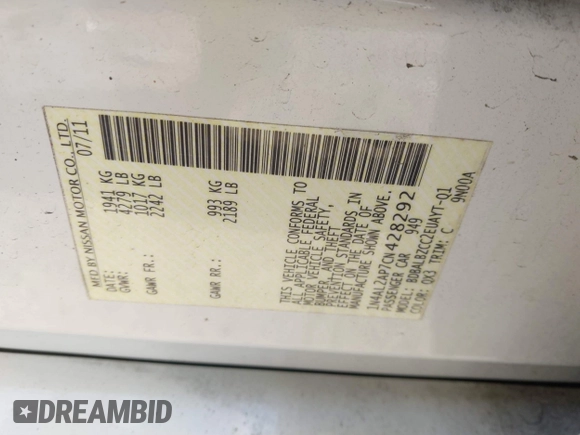 MFD BY NISSAN MOTOR CO., LTD.
DATE: 07/11
GVWR: 1941 KG
4279 LB
GAWR FR: 1017 KG
2242 LB
GAWR RR: 993 KG
2189 LB
THIS VEHICLE CONFORMS TO
ALL APPLICABLE FEDERAL
MOTOR VEHICLE SAFETY,
BUMPER, AND THEFT
PREVENTION STANDARDS IN
EFFECT ON THE DATE OF
MANUFACTURE SHOWN ABOVE.
1N4AL2AP7CN428292
PASSENGER CAR 949
MODEL: BDBALBZCC2EUAYT-01
COLOR: QX3 TRIM: C 9N00A
DREAMBID